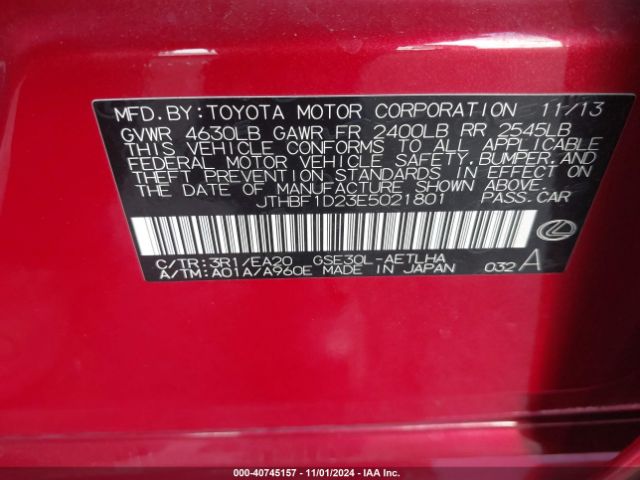 MFD.BY:TOYOTA MOTOR CORPORATION 11/13
GVWR 4630LB GAWR FR 2400LB RR 2545LB
THIS VEHICLE CONFORMS TO ALL APPLICABLE
FEDERAL MOTOR VEHICLE SAFETY,BUMPER,AND
THEFT PREVENTION STANDARDS IN EFFECT ON
THE DATE OF MANUFACTURE SHOWN ABOVE.
JTHBF1D23E5021801 PASS.CAR
C/TR:3R1/EA20 GSE30L-AETLHA
A/TM:A01A/A960E MADE IN JAPAN 032 A
000-40745157 - 11/01/2024 - IAA Inc.